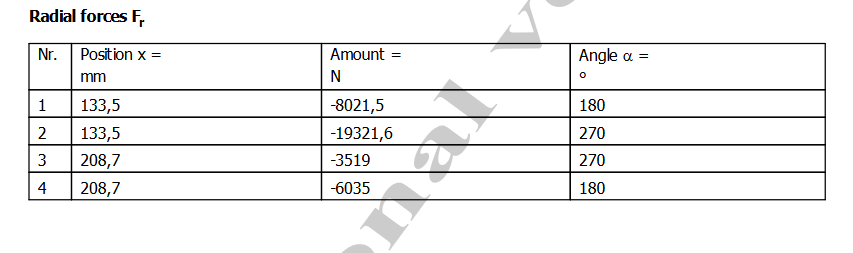 Radial forces Fr
Nr. Position x = Amount = Angle α =
mm N °
1 133,5 -8021,5 180
2 133,5 -19321,6 270
3 208,7 -3519 270
4 208,7 -6035 180
onal v